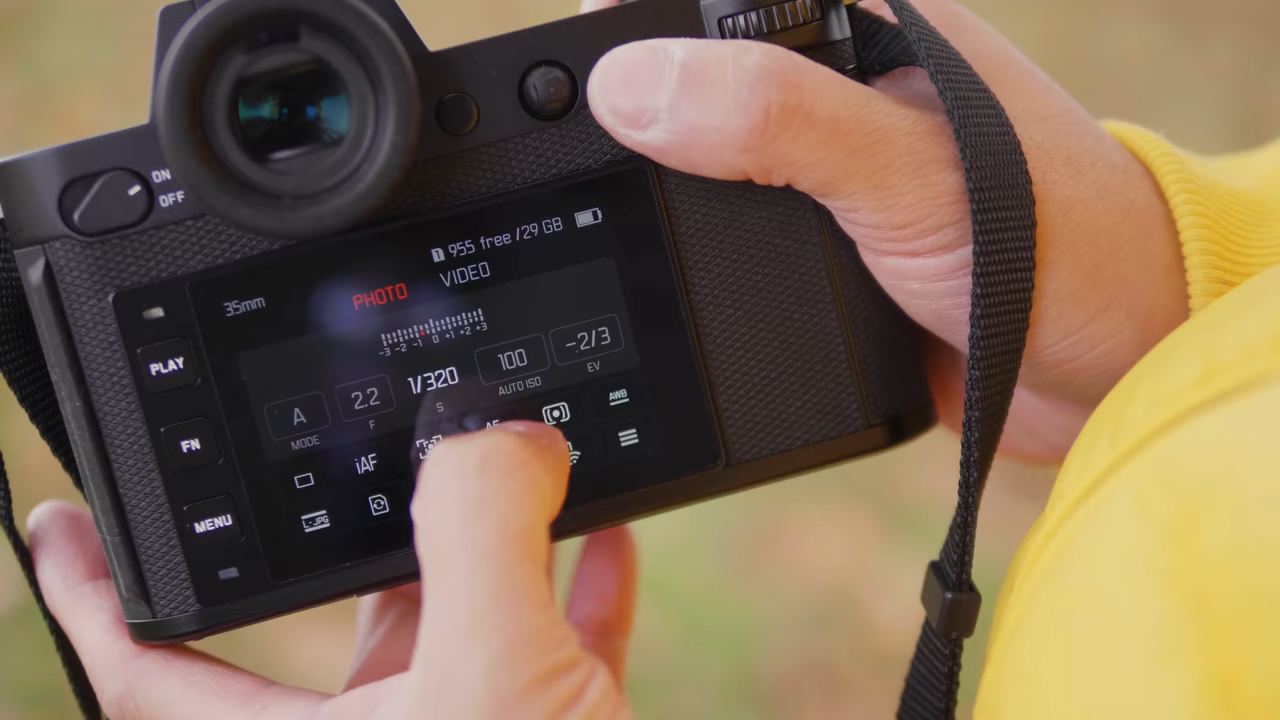 ON
OFF
955 free /29 GB
35mm PHOTO VIDEO
-3 -2 -1 0 +1 +2 +3
A 2.2 1/320 100 -2/3
MODE F S AUTO ISO EV
PLAY
FN
MENU
iAF AWB
L-JPG